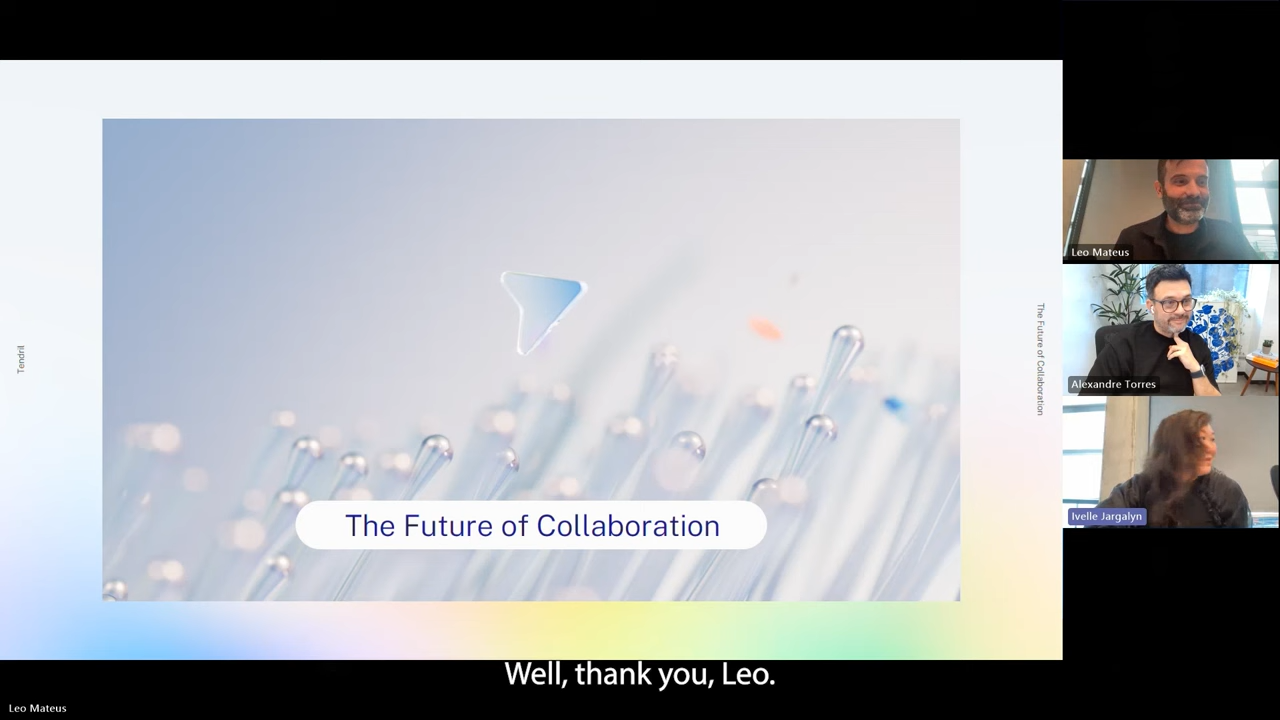 Tendril
The Future of Collaboration
The Future of Collaboration
Leo Mateus
Alexandre Torres
Ivelle Jargalyn
Well, thank you, Leo.
Leo Mateus